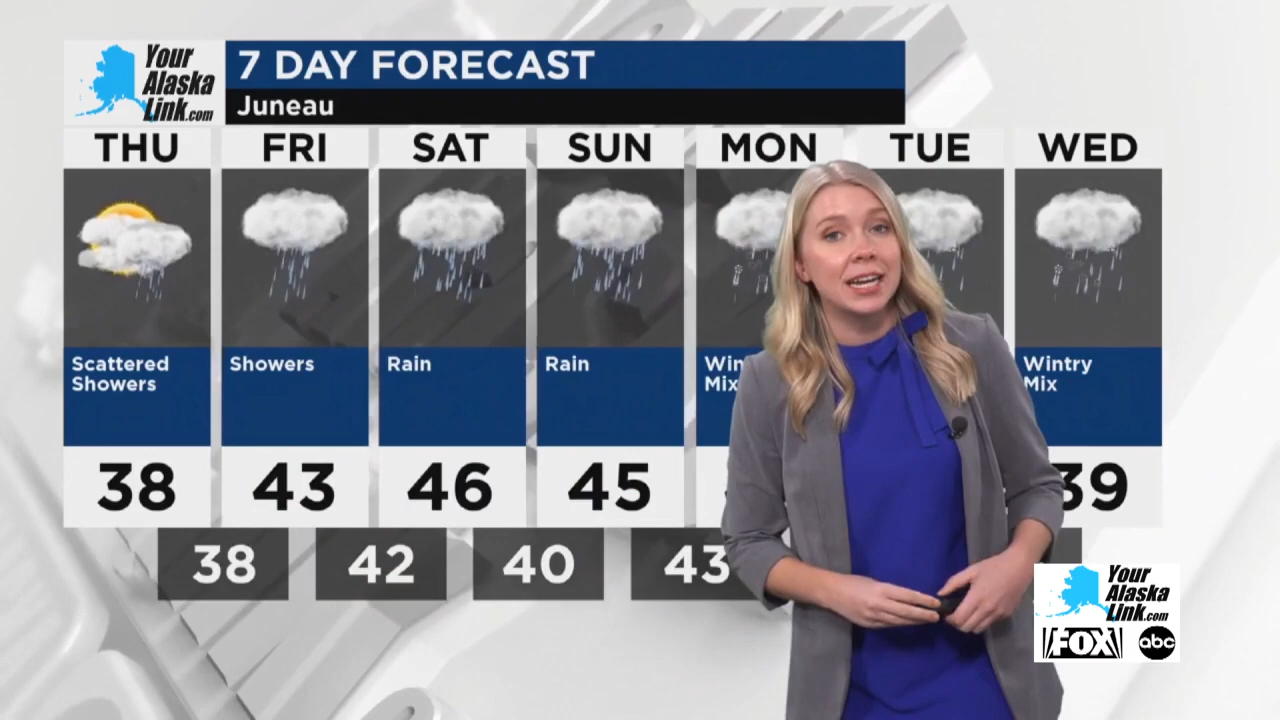 Your
Alaska
Link.com
7 DAY FORECAST
Juneau
THU FRI SAT SUN MON TUE WED
Scattered
Showers
Showers
Rain
Rain
Mix
Wintry
Mix
38 43 46 45 39
38 42 40 43
Your
Alaska
Link.com
FOX abc